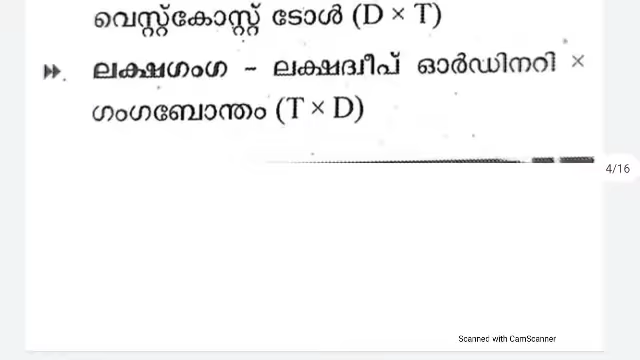 വെസ്റ്റ്കോസ്റ്റ് ടോൾ (D × T)
ലക്ഷഗംഗ – ലക്ഷദ്വീപ് ഓർഡിനറി ×
ഗംഗബോന്തം (T × D)
4/16
Scanned with CamScanner